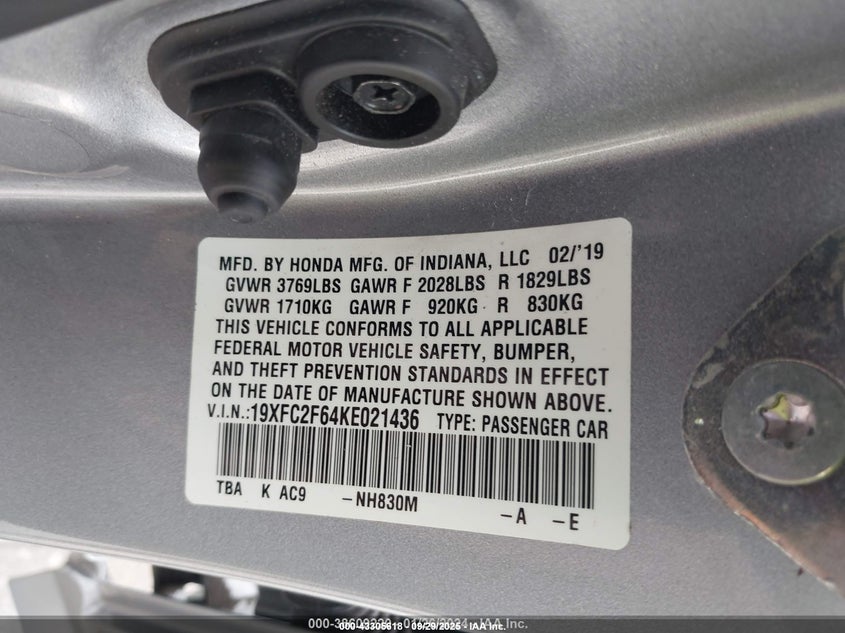 MFD. BY HONDA MFG. OF INDIANA, LLC 02/'19
GVWR 3769LBS GAWR F 2028LBS R 1829LBS
GVWR 1710KG GAWR F 920KG R 830KG
THIS VEHICLE CONFORMS TO ALL APPLICABLE
FEDERAL MOTOR VEHICLE SAFETY, BUMPER,
AND THEFT PREVENTION STANDARDS IN EFFECT
ON THE DATE OF MANUFACTURE SHOWN ABOVE.
V.I.N.:19XFC2F64KE021436 TYPE: PASSENGER CAR
TBA K AC9 -NH830M -A -E
IAA Inc.